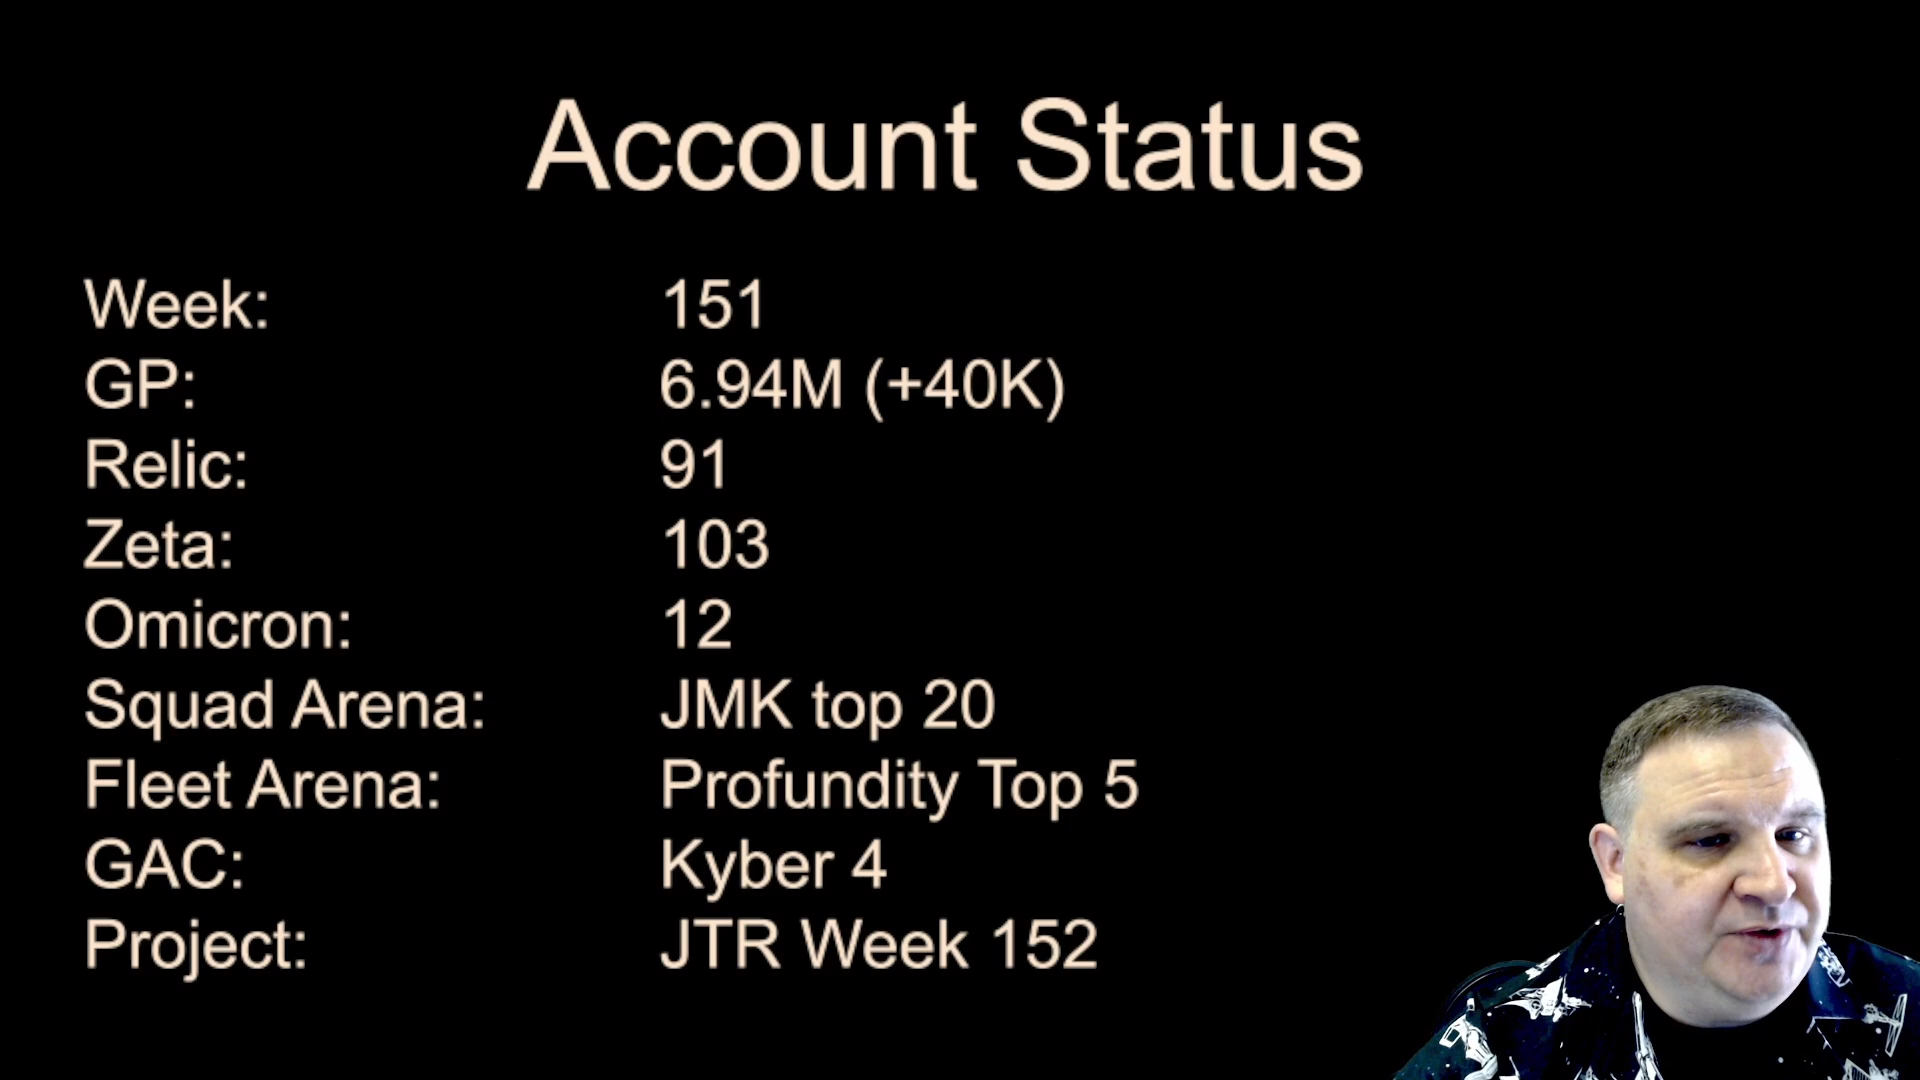 Account Status
Week: 151
GP: 6.94M (+40K)
Relic: 91
Zeta: 103
Omicron: 12
Squad Arena: JMK top 20
Fleet Arena: Profundity Top 5
GAC: Kyber 4
Project: JTR Week 152